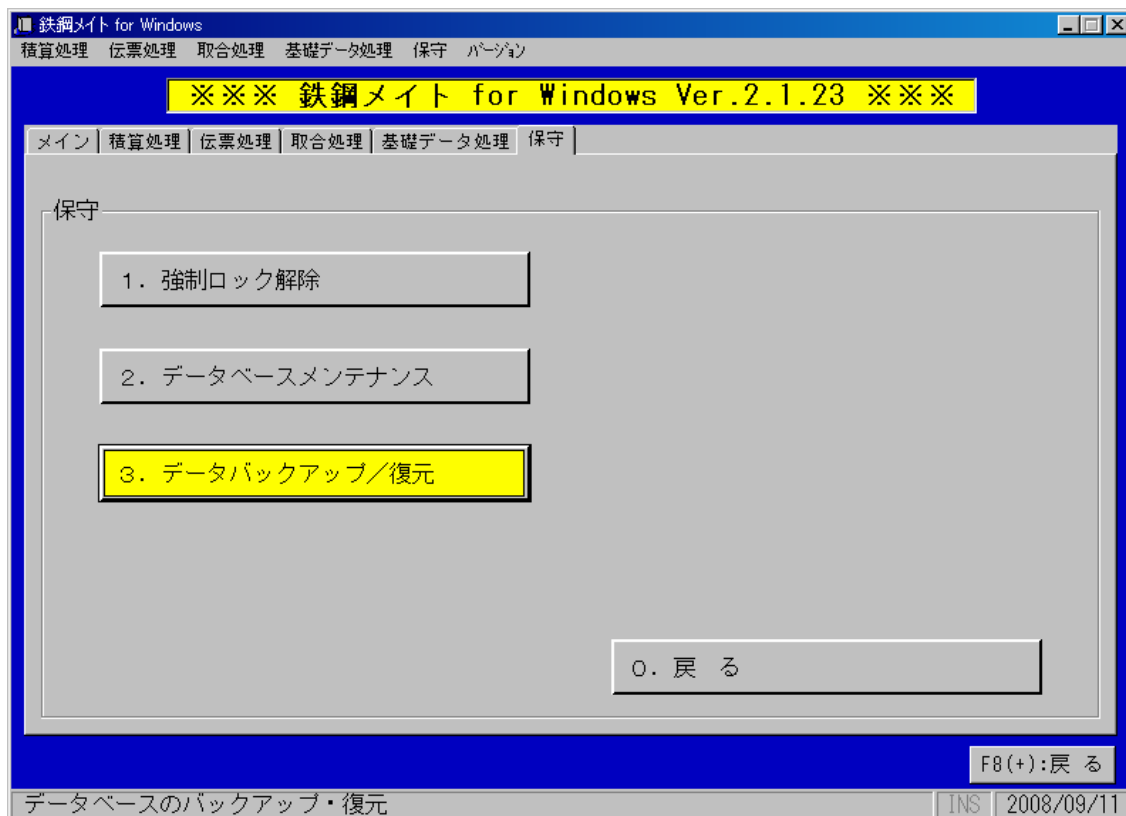 鉄鋼メイト for Windows
積算処理 伝票処理 取合処理 基礎データ処理 保守 バージョン
※※※ 鉄鋼メイト for Windows Ver.2.1.23 ※※※
メイン 積算処理 伝票処理 取合処理 基礎データ処理 保守
保守
1. 強制ロック解除
2. データベースメンテナンス
3. データバックアップ/復元
0. 戻 る
F8(+):戻 る
データベースのバックアップ・復元 INS 2008/09/11